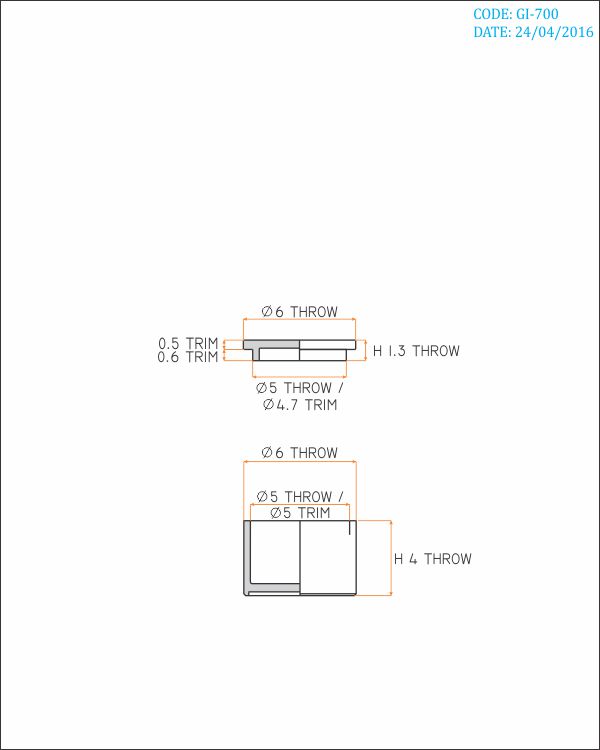 CODE: GI-700
DATE: 24/04/2016
Ø6 THROW
0.5 TRIM
0.6 TRIM
H 1.3 THROW
Ø5 THROW /
Ø4.7 TRIM
Ø6 THROW
Ø5 THROW /
Ø5 TRIM
H 4 THROW